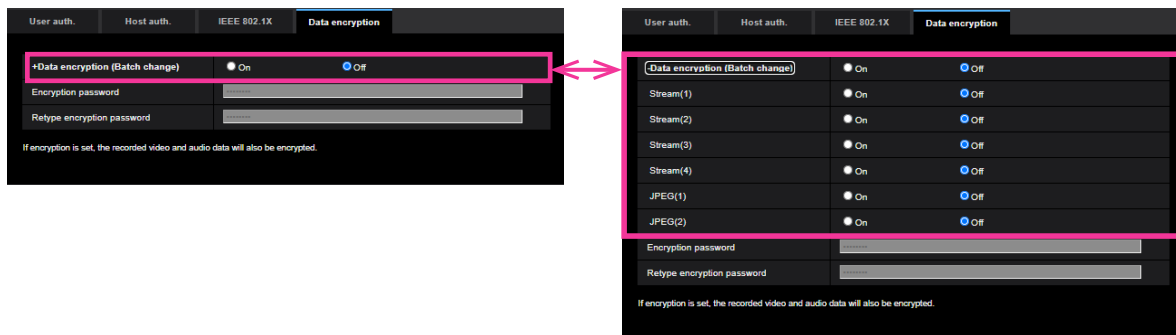 User auth. Host auth. IEEE 802.1X Data encryption
+Data encryption (Batch change) On Off
Encryption password ••••••••
Retype encryption password ••••••••
If encryption is set, the recorded video and audio data will also be encrypted.
User auth. Host auth. IEEE 802.1X Data encryption
-Data encryption (Batch change) On Off
Stream(1) On Off
Stream(2) On Off
Stream(3) On Off
Stream(4) On Off
JPEG(1) On Off
JPEG(2) On Off
Encryption password ••••••••
Retype encryption password ••••••••
If encryption is set, the recorded video and audio data will also be encrypted.